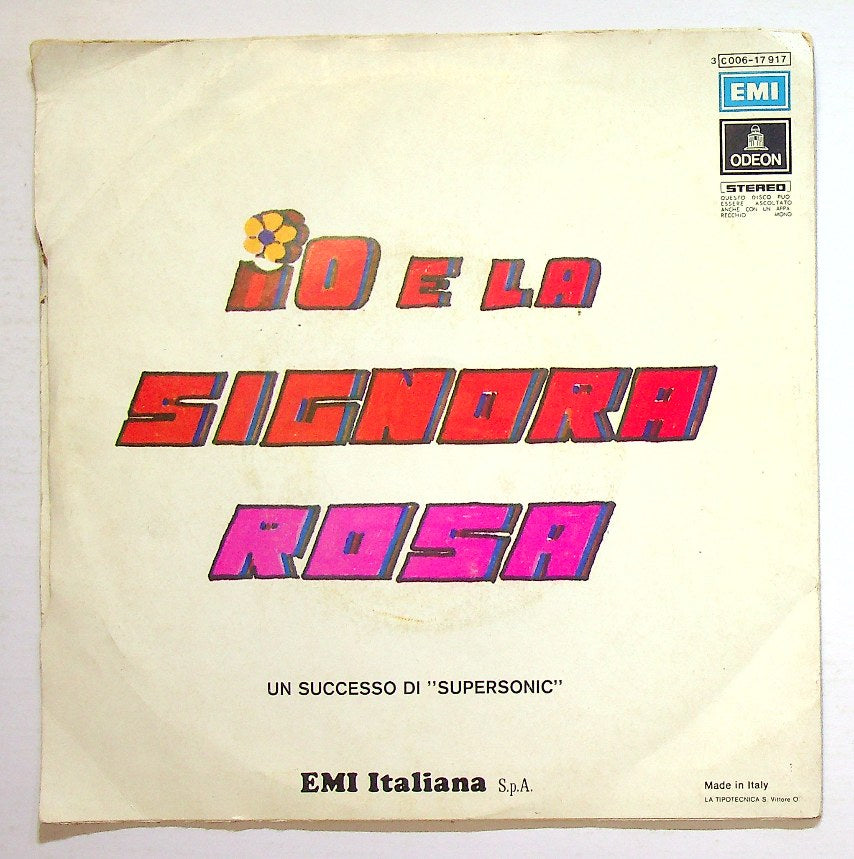 3C006-17917
EMI
ODEON
STEREO
QUESTO DISCO PUO'
ESSERE ASCOLTATO
ANCHE CON UN APPA
RECCHIO MONO
iO E LA
SIGNORA
ROSA
UN SUCCESSO DI "SUPERSONIC"
EMI Italiana S.p.A.
Made in Italy
LA TIPOTECNICA S. Vittore O